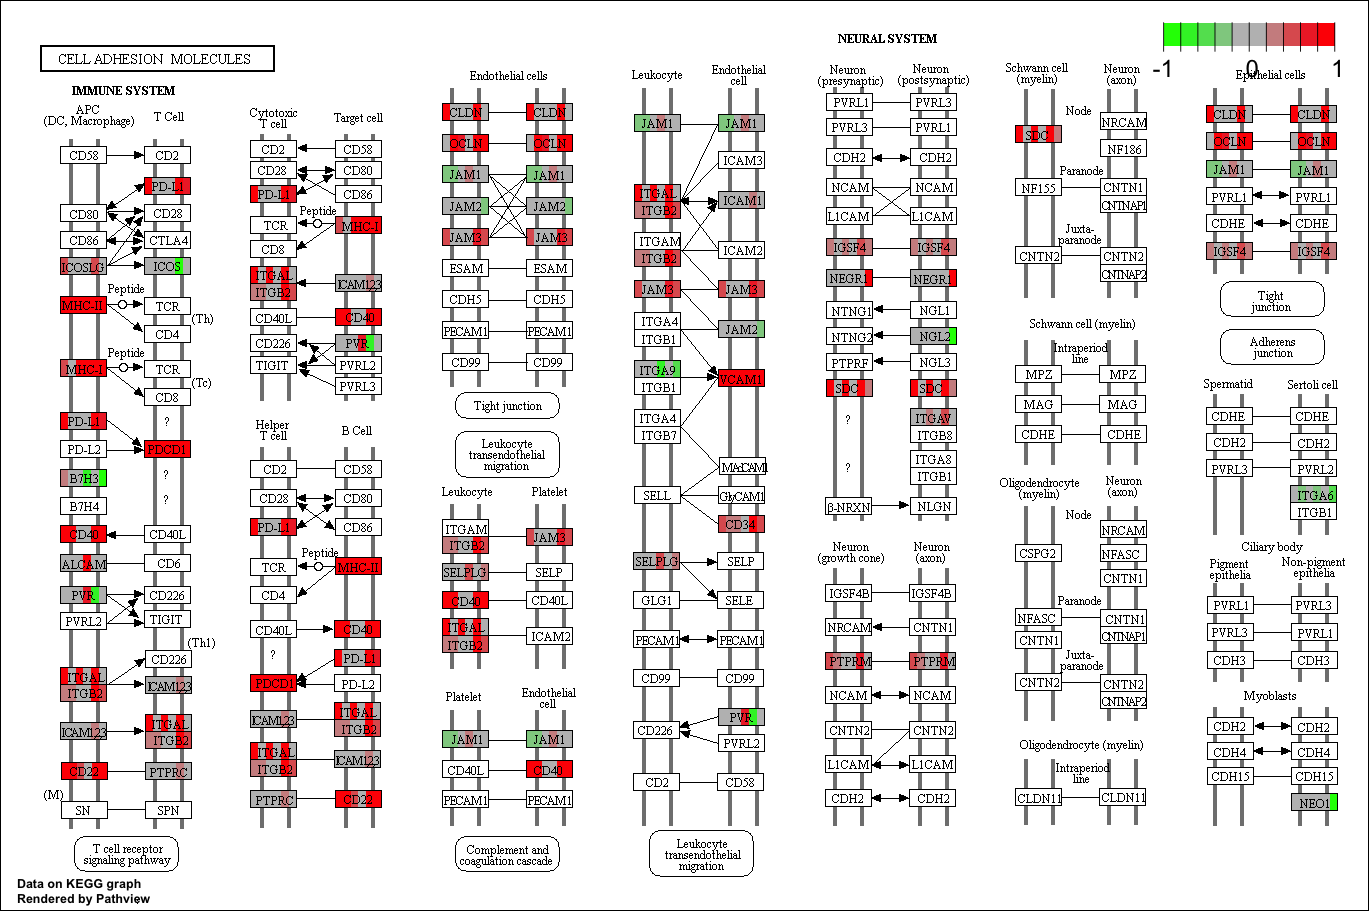 CELL ADHESION MOLECULES
IMMUNE SYSTEM
APC
(DC, Macrophage)
T Cell
CD58
CD2
PD-L1
CD80
CD28
CD86
CTLA4
ICOSLG
ICOS
MHC-II
Peptide
TCR
(Th)
CD4
MHC-I
Peptide
TCR
(Tc)
CD8
PD-L1
?
PD-L2
PDCD1
B7H3
?
B7H4
?
CD40
CD40L
ALCAM
CD6
PVR
CD226
PVRL2
TIGIT
(Th1)
CD226
ITGAL
ITGB2
ICAM123
ICAM123
ITGAL
ITGB2
CD22
PTPRC
(M)
SN
SPN
T cell receptor
signaling pathway
Data on KEGG graph
Rendered by Pathview
Cytotoxic
T cell
Target cell
CD2
CD58
CD28
CD80
PD-L1
CD86
Peptide
TCR
MHC-I
CD8
ITGAL
ITGB2
ICAM123
CD40L
CD40
CD226
PVR
TIGIT
PVRL2
PVRL3
Helper
T cell
B Cell
CD2
CD58
CD28
CD80
PD-L1
CD86
Peptide
TCR
MHC-II
CD4
CD40L
CD40
?
PD-L1
PDCD1
PD-L2
ICAM123
ITGAL
ITGB2
ITGAL
ITGB2
ICAM123
PTPRC
CD22
Endothelial cells
CLDN
CLDN
OCLN
OCLN
JAM1
JAM1
JAM2
JAM2
JAM3
JAM3
ESAM
ESAM
CDH5
CDH5
PECAM1
PECAM1
CD99
CD99
Tight junction
Leukocyte
transendothelial
migration
Leukocyte
Platelet
ITGAM
ITGB2
JAM3
SELPLG
SELP
CD40
CD40L
ITGAL
ITGB2
ICAM2
Platelet
Endothelial
cell
JAM1
JAM1
CD40L
CD40
PECAM1
PECAM1
Complement and
coagulation cascade
Leukocyte
Endothelial
cell
JAM1
JAM1
ICAM3
ITGAL
ITGB2
ICAM1
ITGAM
ITGB2
ICAM2
JAM3
JAM3
ITGA4
ITGB1
JAM2
ITGA9
ITGB1
VCAM1
ITGA4
ITGB7
MAdCAM1
SELL
GlyCAM1
CD34
SELPLG
SELP
GLG1
SELE
PECAM1
PECAM1
CD99
CD99
CD226
PVR
PVRL2
CD2
CD58
Leukocyte
transendothelial
migration
NEURAL SYSTEM
Neuron
(presynaptic)
Neuron
(postsynaptic)
PVRL1
PVRL3
PVRL3
PVRL1
CDH2
CDH2
NCAM
NCAM
L1CAM
L1CAM
IGSF4
IGSF4
NEGR1
NEGR1
NTNG1
NGL1
NTNG2
NGL2
PTPRF
NGL3
SDC
SDC
?
ITGAV
ITGB8
?
ITGA8
ITGB1
β-NRXN
NLGN
Neuron
(growth cone)
Neuron
(axon)
IGSF4B
IGSF4B
NRCAM
CNTN1
PTPRM
PTPRM
NCAM
NCAM
CNTN2
CNTN2
L1CAM
L1CAM
CDH2
CDH2
Schwann cell
(myelin)
Neuron
(axon)
Node
SDC
NRCAM
NF186
Paranode
NF155
CNTN1
CNTNAP1
Juxta-
paranode
CNTN2
CNTN2
CNTNAP2
Schwann cell (myelin)
Intraperiod
line
MPZ
MPZ
MAG
MAG
CDHE
CDHE
Oligodendrocyte
(myelin)
Neuron
(axon)
Node
NRCAM
CSPG2
NFASC
CNTN1
Paranode
NFASC
CNTN1
CNTN1
CNTNAP1
Juxta-
paranode
CNTN2
CNTN2
CNTNAP2
Oligodendrocyte (myelin)
Intraperiod
line
CLDN11
CLDN11
-1
0
1
Epithelial cells
CLDN
CLDN
OCLN
OCLN
JAM1
JAM1
PVRL1
PVRL1
CDHE
CDHE
IGSF4
IGSF4
Tight
junction
Adherens
junction
Spermatid
Sertoli cell
CDHE
CDHE
CDH2
CDH2
PVRL3
PVRL2
ITGA6
ITGB1
Ciliary body
Pigment
epithelia
Non-pigment
epithelia
PVRL1
PVRL3
PVRL3
PVRL1
CDH3
CDH3
Myoblasts
CDH2
CDH2
CDH4
CDH4
CDH15
CDH15
NEO1